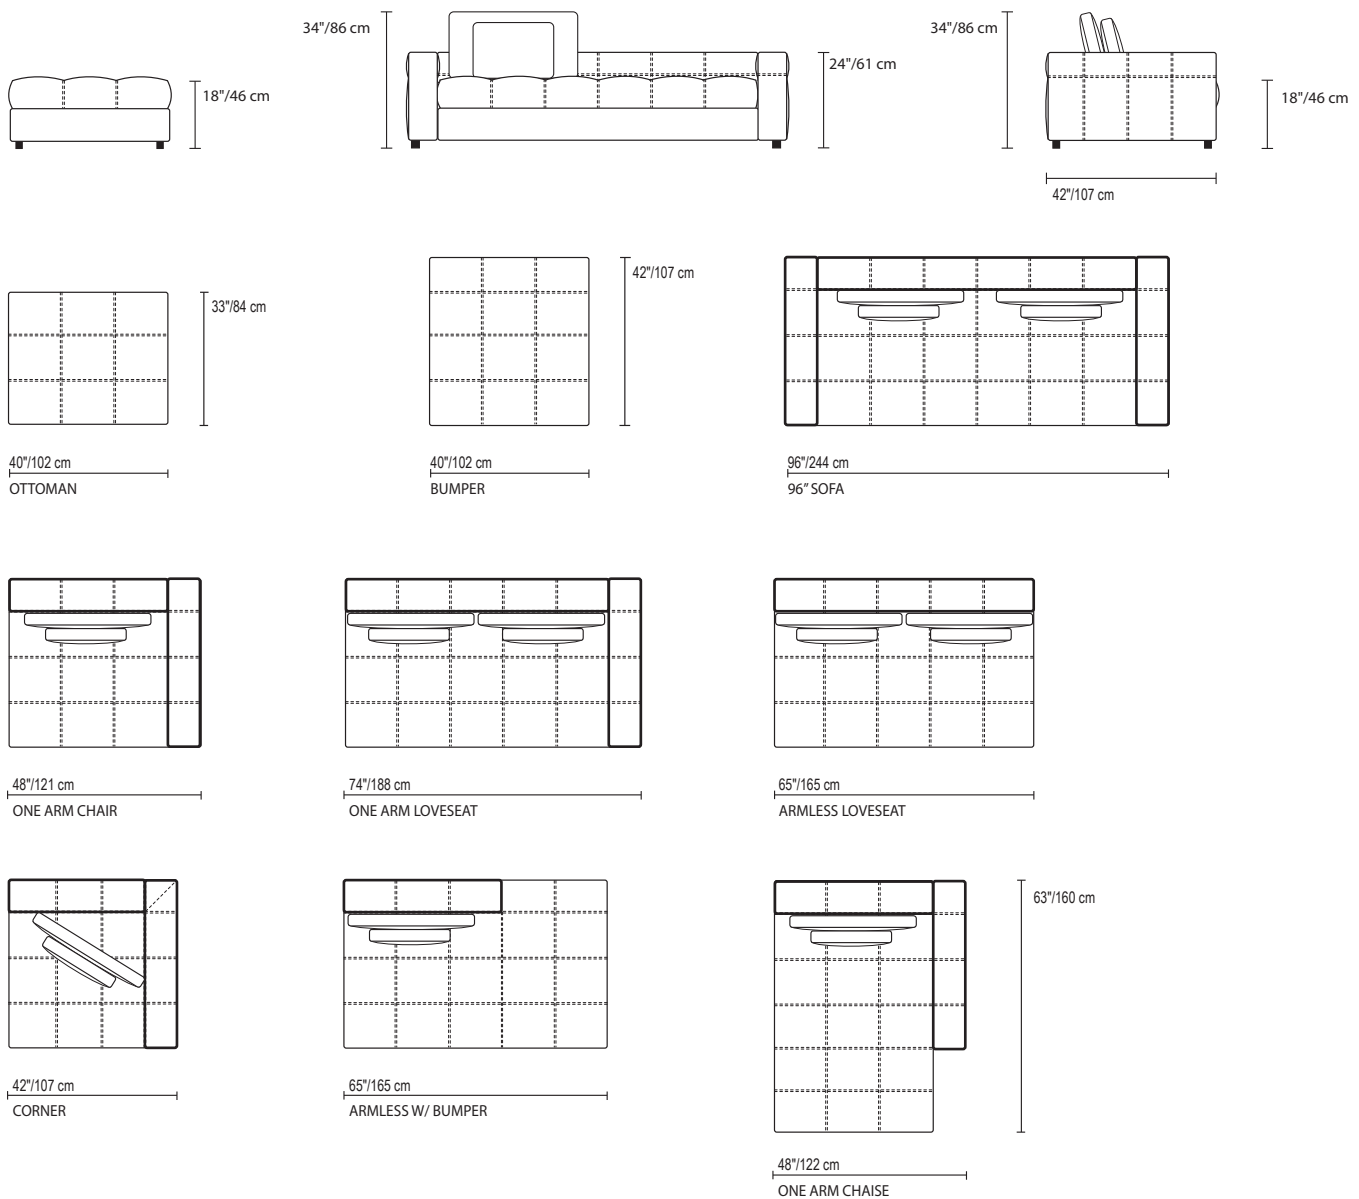 34"/86 cm
34"/86 cm
24"/61 cm
18"/46 cm
18"/46 cm
42"/107 cm
42"/107 cm
33"/84 cm
40"/102 cm
OTTOMAN
40"/102 cm
BUMPER
96"/244 cm
96” SOFA
48"/121 cm
ONE ARM CHAIR
74"/188 cm
ONE ARM LOVESEAT
65"/165 cm
ARMLESS LOVESEAT
63"/160 cm
42"/107 cm
CORNER
65"/165 cm
ARMLESS W/ BUMPER
48"/122 cm
ONE ARM CHAISE